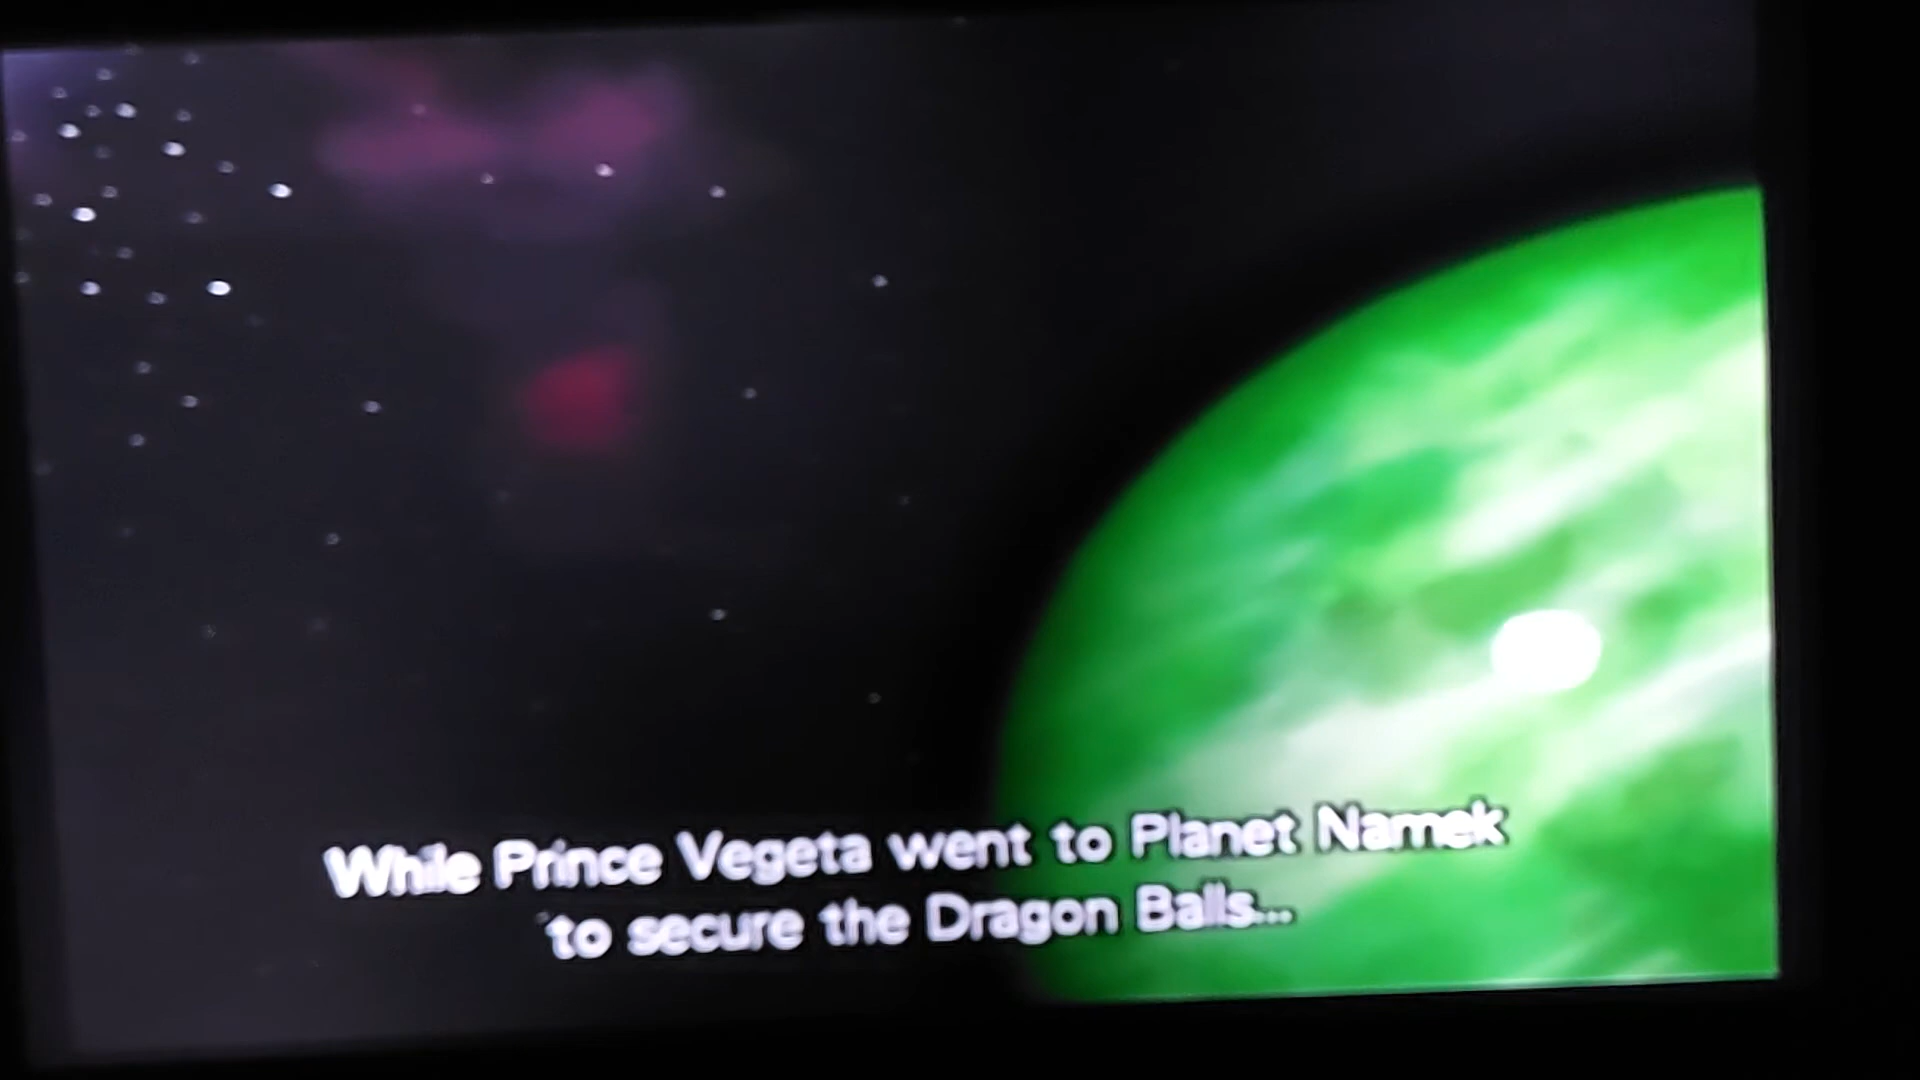 While Prince Vegeta went to Planet Namek
to secure the Dragon Balls...